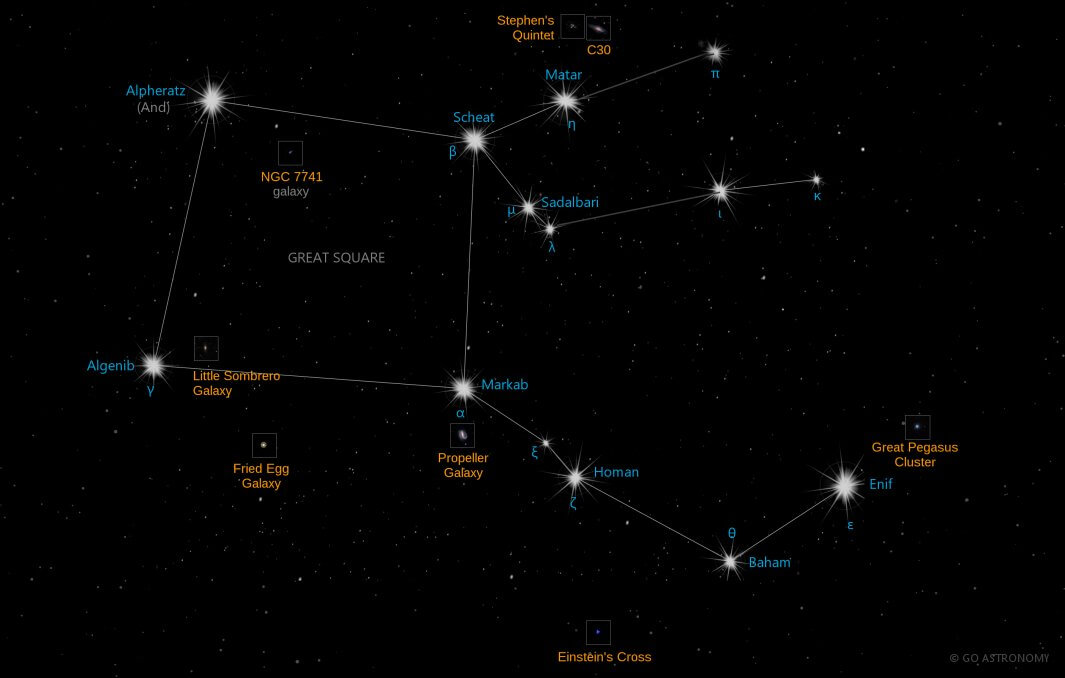 Stephen's
Quintet
C30
π
Matar
η
Alpheratz
(And)
Scheat
β
NGC 7741
galaxy
μ
Sadalbari
λ
ι
κ
GREAT SQUARE
Algenib
γ
Little Sombrero
Galaxy
Markab
α
Propeller
Galaxy
Fried Egg
Galaxy
ξ
Homan
ζ
Great Pegasus
Cluster
Enif
ε
θ
Baham
Einstein's Cross
© GO ASTRONOMY